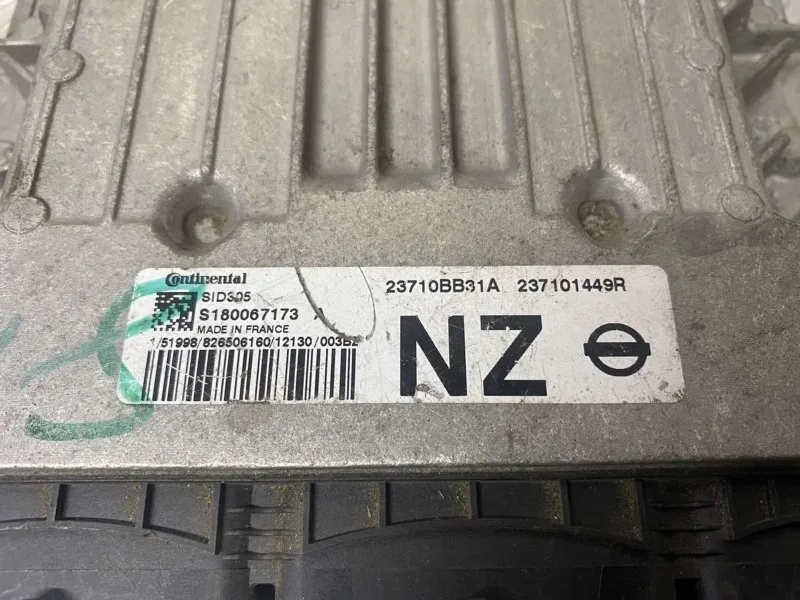 Continental
SID305
S180067173 A
MADE IN FRANCE
1/51998/826506160/12130/003B2
23710BB31A 237101449R
NZ